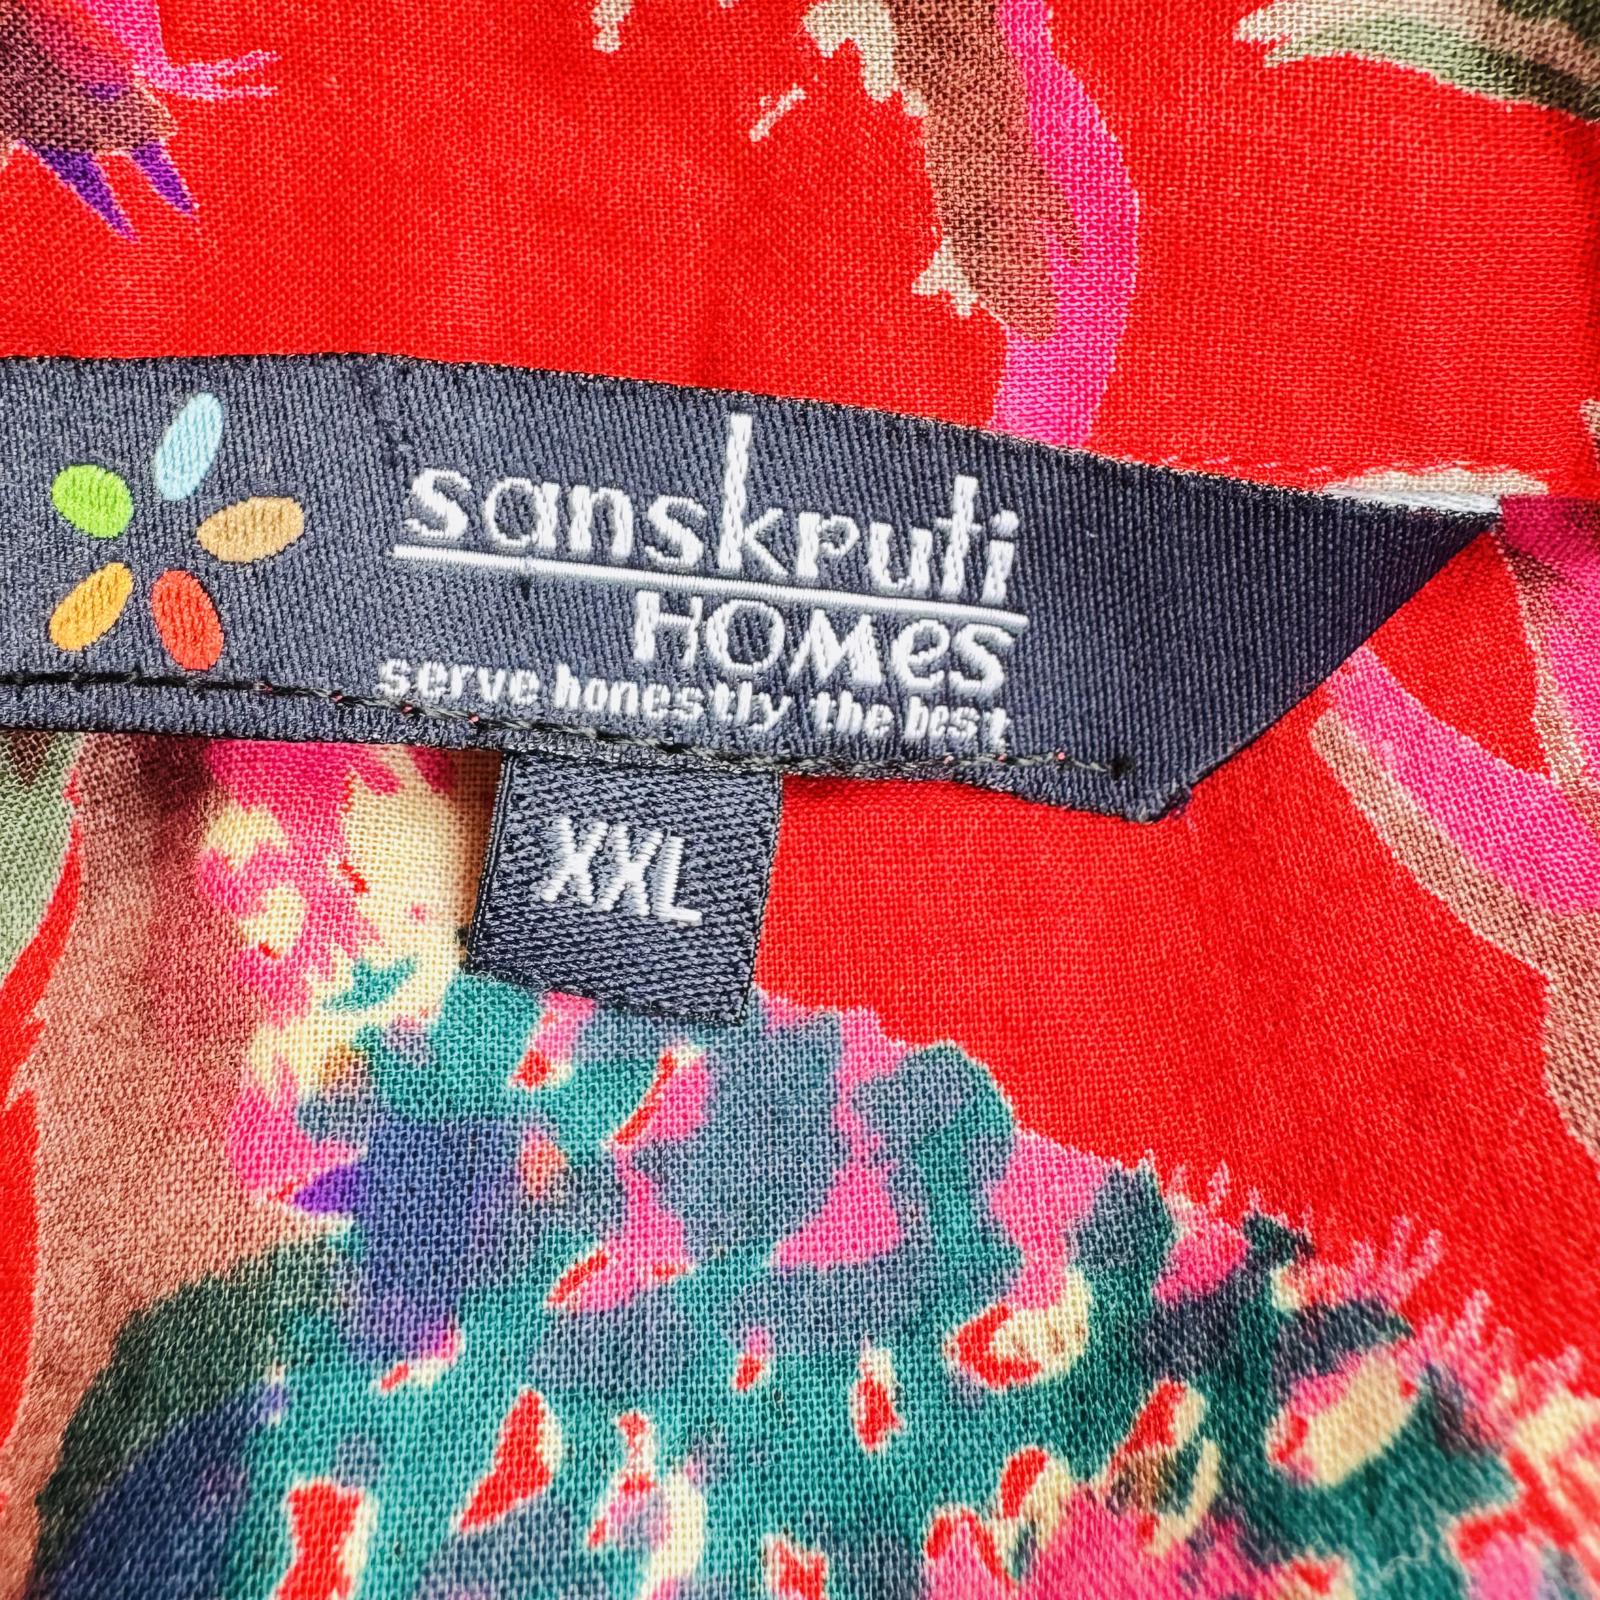 sanskruti
HOMes
serve honestly the best
XXL